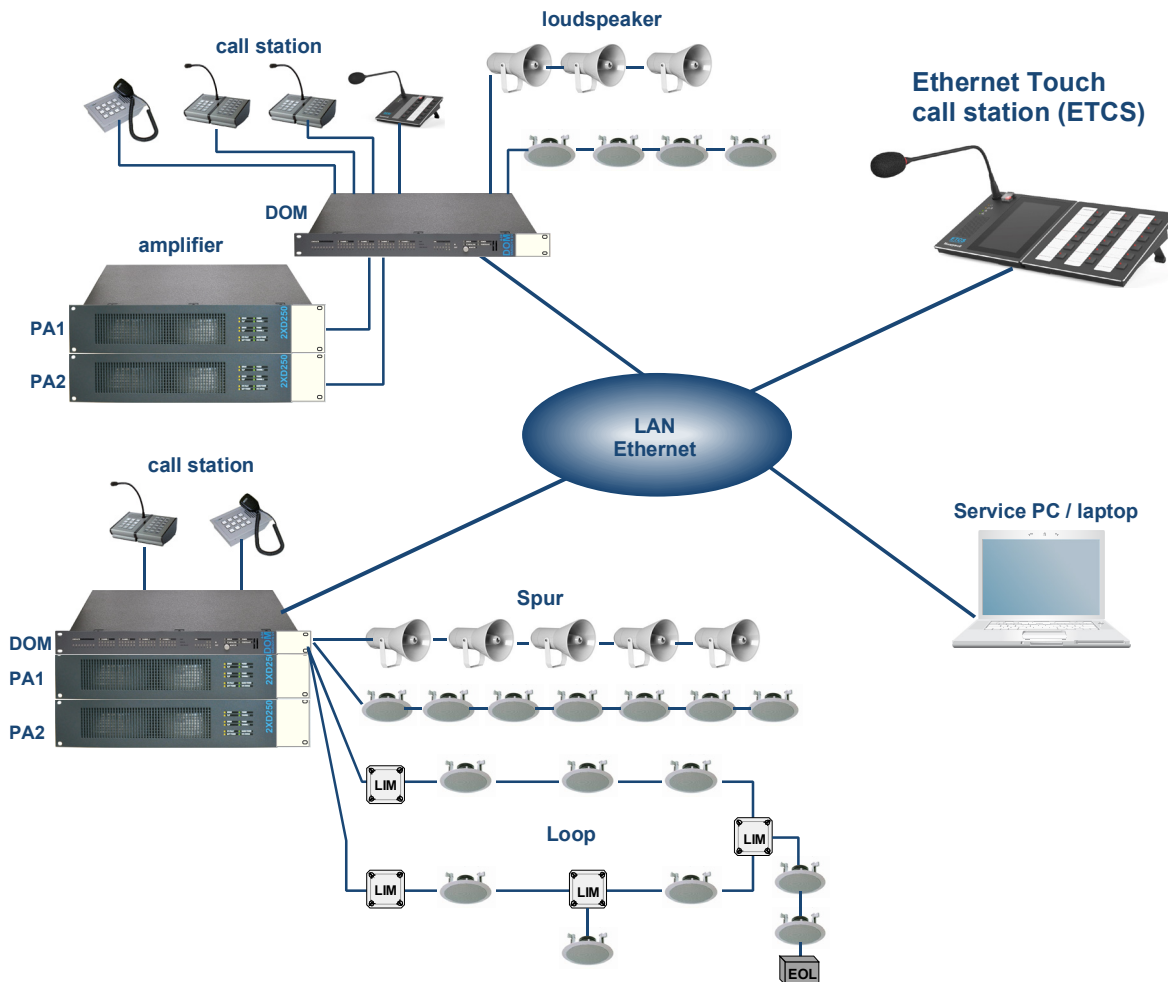 loudspeaker
call station
Ethernet Touch
call station (ETCS)
DOM
DOM
amplifier
PA1
2XD250
PA2
2XD250
LAN
Ethernet
call station
Service PC / laptop
Spur
DOM
DOM
PA1
2XD250
PA2
2XD250
LIM
Loop
LIM
LIM
LIM
EOL